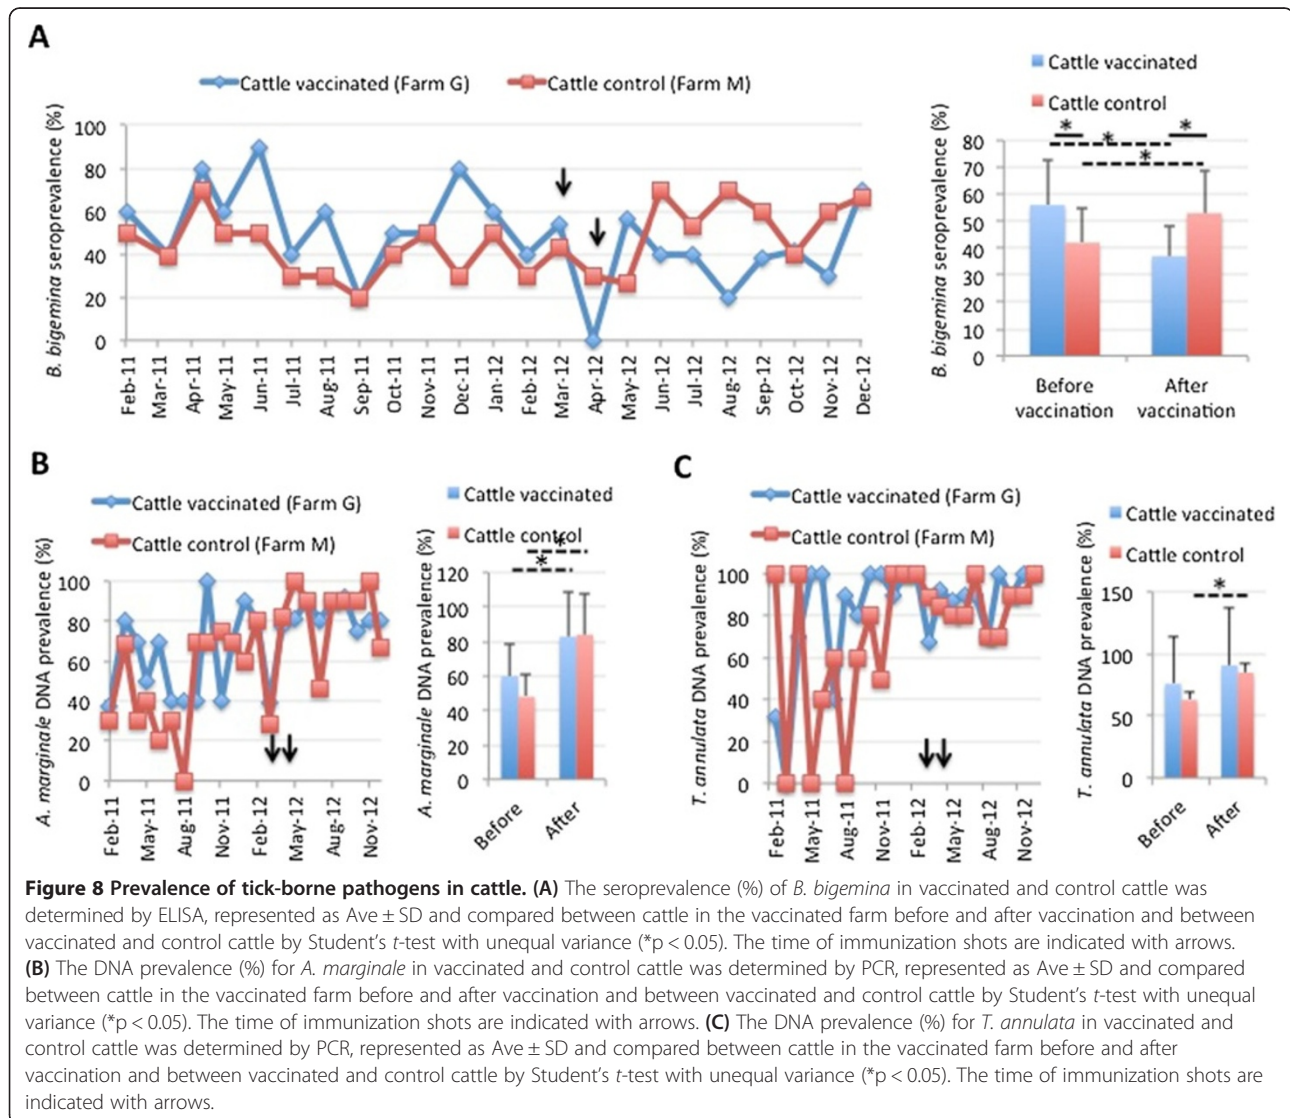 A
Cattle vaccinated (Farm G)
Cattle control (Farm M)
B. bigemina seroprevalence (%)
100
80
60
40
20
0
Feb-11
Mar-11
Apr-11
May-11
Jun-11
Jul-11
Aug-11
Sep-11
Oct-11
Nov-11
Dec-11
Jan-12
Feb-12
Mar-12
Apr-12
May-12
Jun-12
Jul-12
Aug-12
Sep-12
Oct-12
Nov-12
Dec-12
Cattle vaccinated
Cattle control
B. bigemina seroprevalence (%)
80
70
60
50
40
30
20
10
0
*
*
*
*
Before
vaccination
After
vaccination
B
Cattle vaccinated (Farm G)
Cattle control (Farm M)
A. marginale DNA prevalence (%)
100
80
60
40
20
0
Feb-11
May-11
Aug-11
Nov-11
Feb-12
May-12
Aug-12
Nov-12
Cattle vaccinated
Cattle control
A. marginale DNA prevalence (%)
120
100
80
60
40
20
0
*
*
Before
After
C
Cattle vaccinated (Farm G)
Cattle control (Farm M)
T. annulata DNA prevalence (%)
100
80
60
40
20
0
Feb-11
May-11
Aug-11
Nov-11
Feb-12
May-12
Aug-12
Nov-12
Cattle vaccinated
Cattle control
T. annulata DNA prevalence (%)
150
100
50
0
*
Before
After
Figure 8 Prevalence of tick-borne pathogens in cattle. (A) The seroprevalence (%) of B. bigemina in vaccinated and control cattle was
determined by ELISA, represented as Ave ± SD and compared between cattle in the vaccinated farm before and after vaccination and between
vaccinated and control cattle by Student's t-test with unequal variance (*p < 0.05). The time of immunization shots are indicated with arrows.
(B) The DNA prevalence (%) for A. marginale in vaccinated and control cattle was determined by PCR, represented as Ave ± SD and compared
between cattle in the vaccinated farm before and after vaccination and between vaccinated and control cattle by Student's t-test with unequal
variance (*p < 0.05). The time of immunization shots are indicated with arrows. (C) The DNA prevalence (%) for T. annulata in vaccinated and
control cattle was determined by PCR, represented as Ave ± SD and compared between cattle in the vaccinated farm before and after
vaccination and between vaccinated and control cattle by Student's t-test with unequal variance (*p < 0.05). The time of immunization shots are
indicated with arrows.